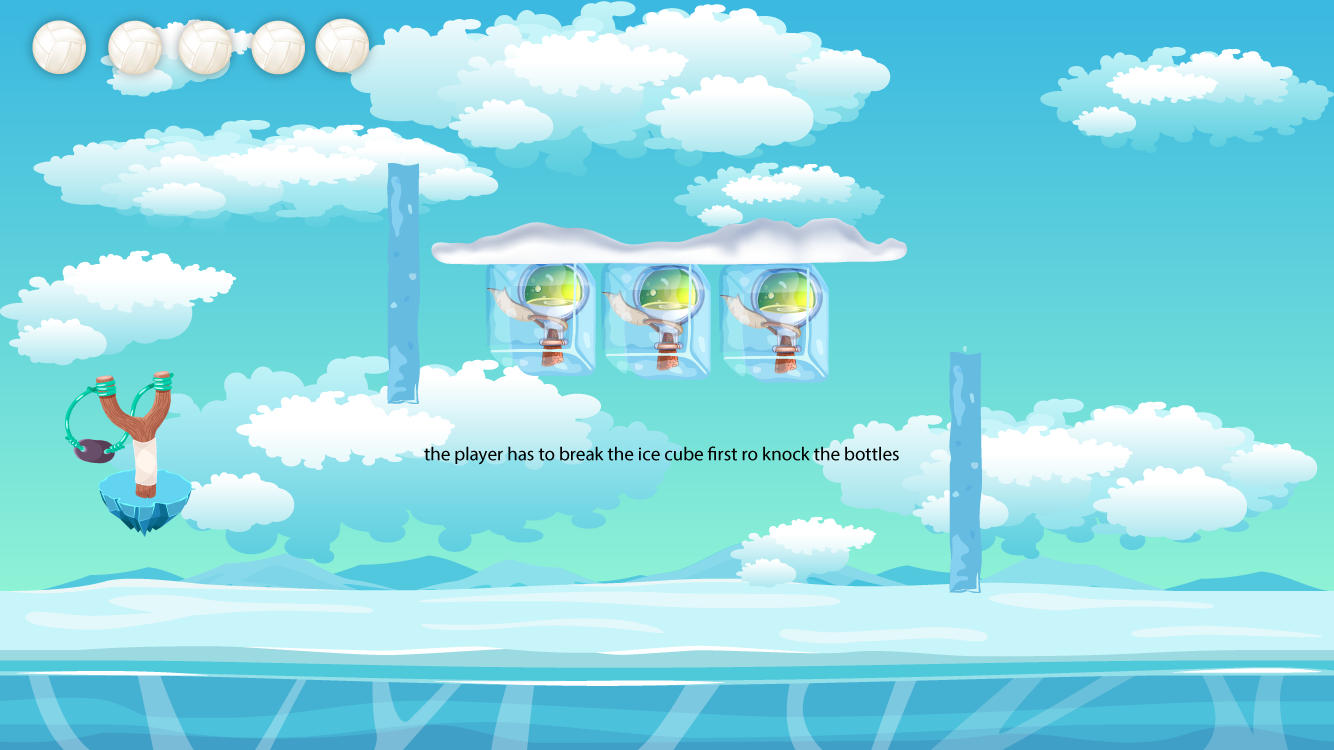 the player has to break the ice cube first ro knock the bottles